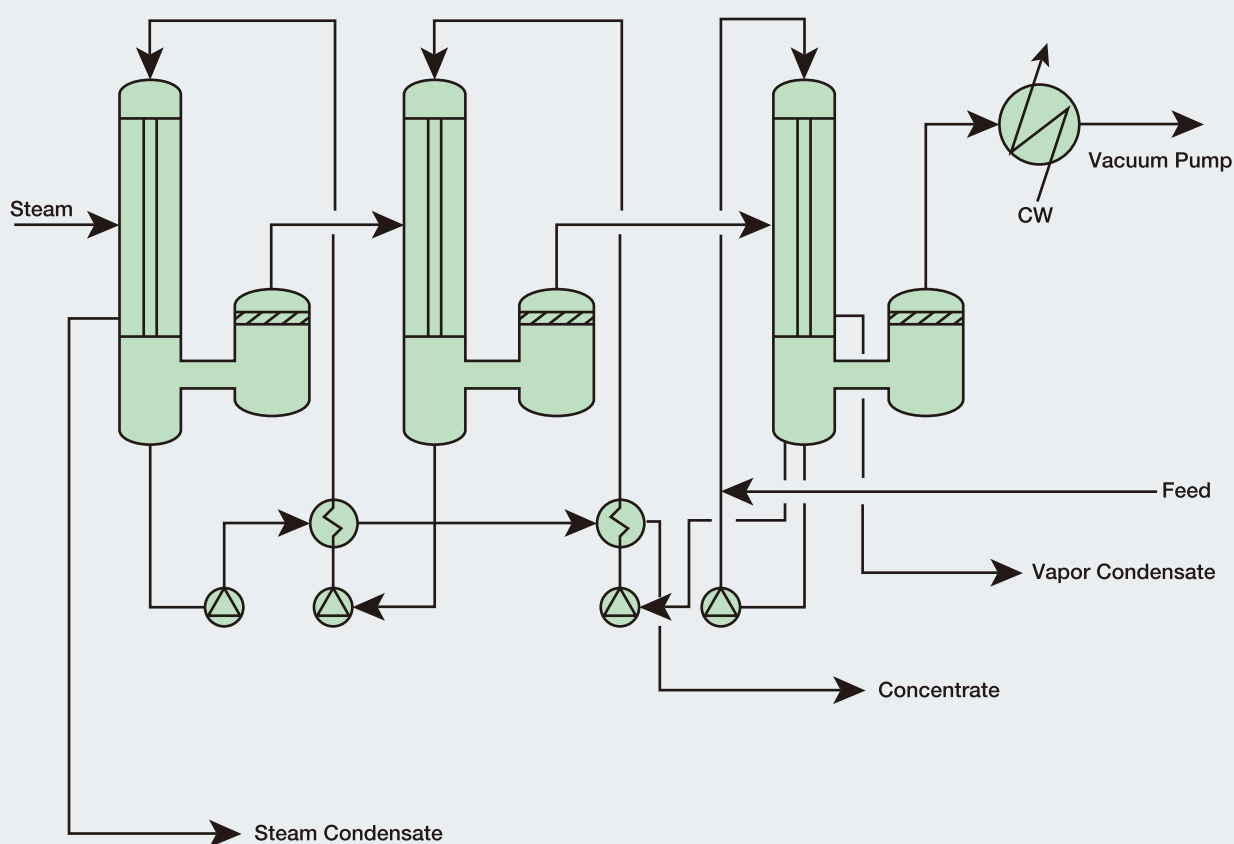 Vacuum Pump
Steam
CW
Feed
Vapor Condensate
Concentrate
Steam Condensate